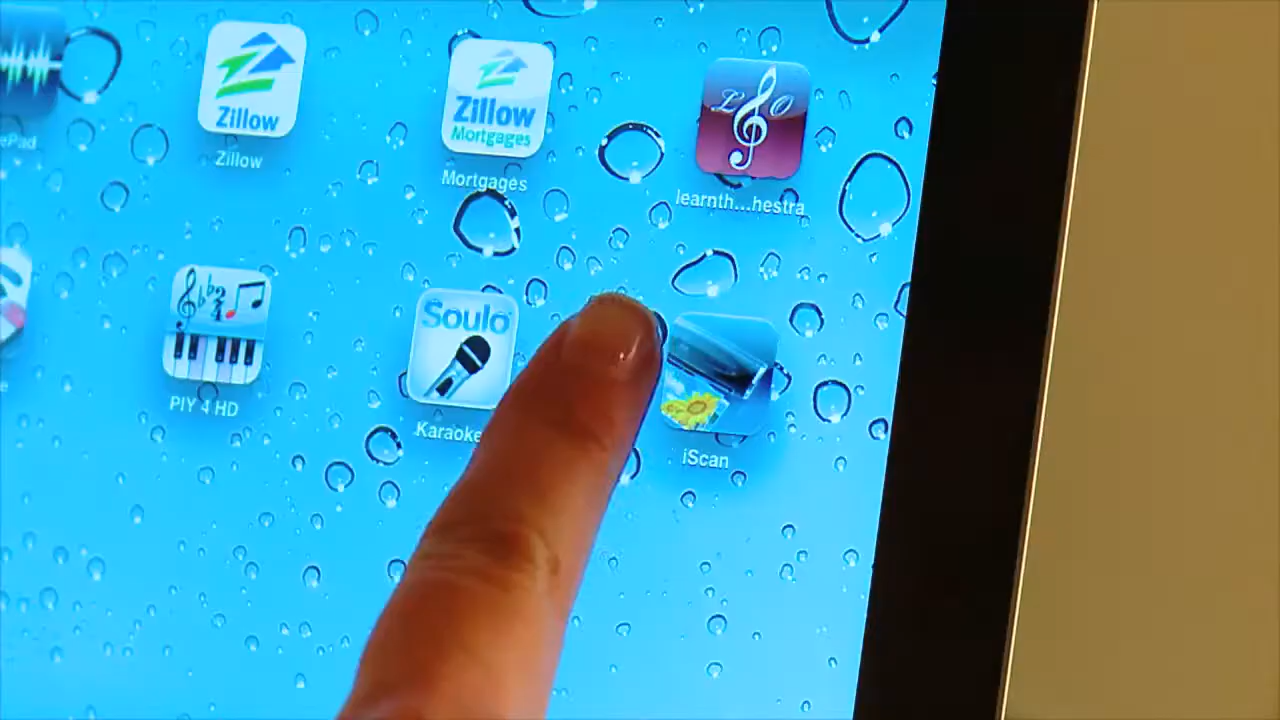 Zillow
Zillow
Mortgages
L O
ePad
Zillow
Mortgages
learnth...hestra
Soulo
PIY 4 HD
Karaoke
iScan